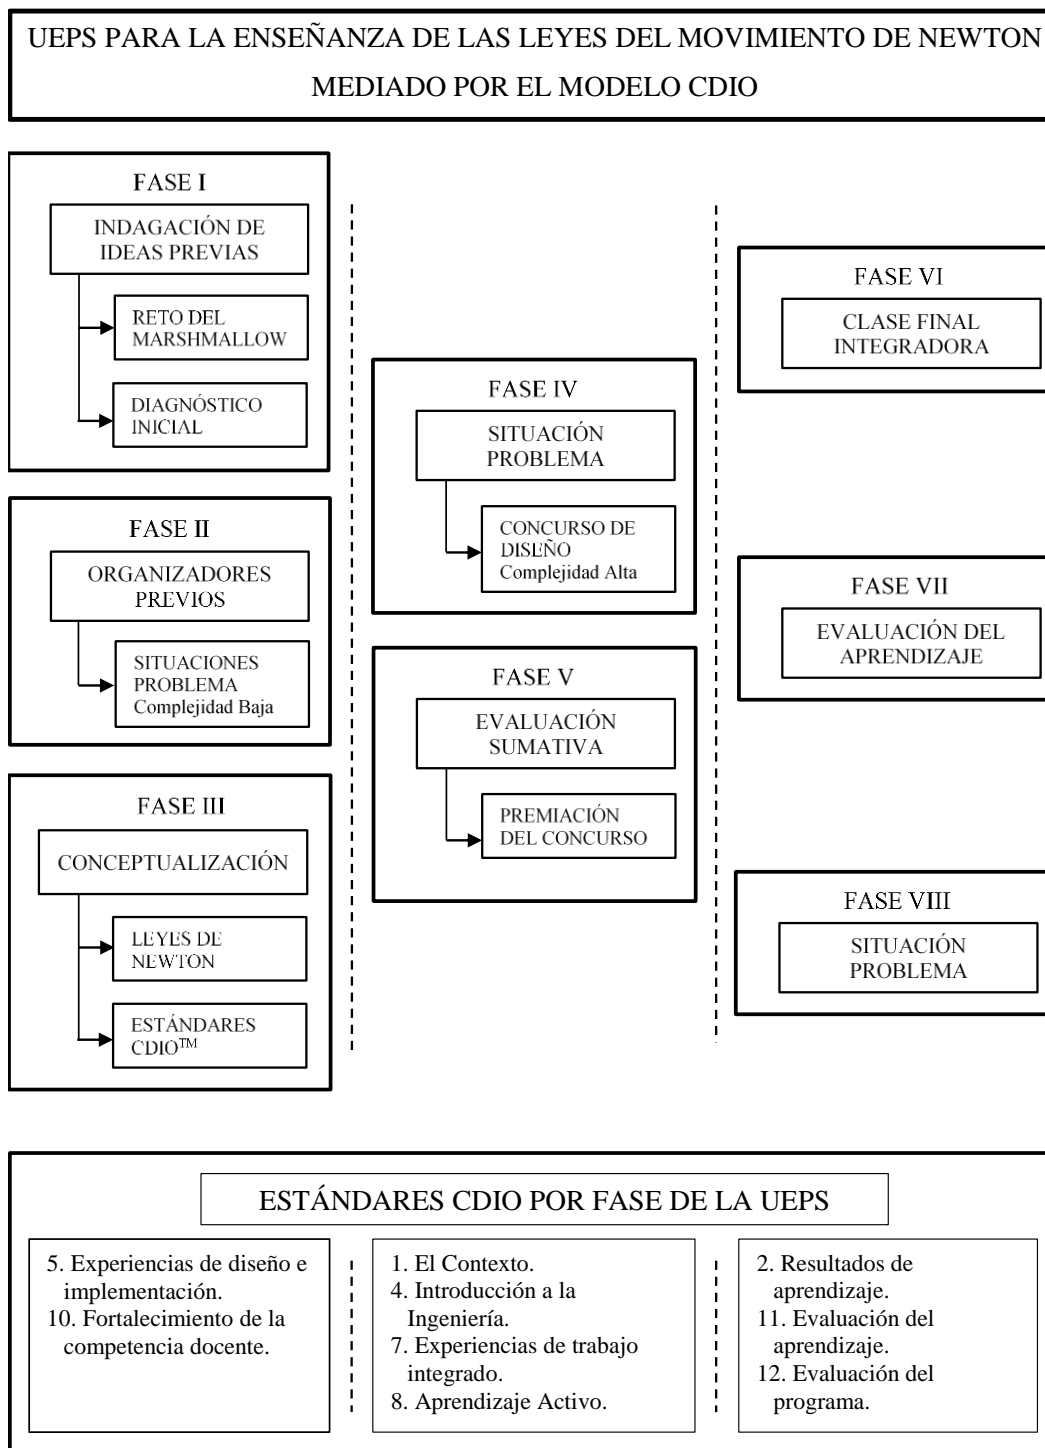 UEPS PARA LA ENSEÑANZA DE LAS LEYES DEL MOVIMIENTO DE NEWTON
MEDIADO POR EL MODELO CDIO
FASE I
INDAGACIÓN DE
IDEAS PREVIAS
RETO DEL
MARSHMALLOW
DIAGNÓSTICO
INICIAL
FASE II
ORGANIZADORES
PREVIOS
SITUACIONES
PROBLEMA
Complejidad Baja
FASE III
CONCEPTUALIZACIÓN
LEYES DE
NEWTON
ESTÁNDARES
CDIO™
FASE IV
SITUACIÓN
PROBLEMA
CONCURSO DE
DISEÑO
Complejidad Alta
FASE V
EVALUACIÓN
SUMATIVA
PREMIACIÓN
DEL CONCURSO
FASE VI
CLASE FINAL
INTEGRADORA
FASE VII
EVALUACIÓN DEL
APRENDIZAJE
FASE VIII
SITUACIÓN
PROBLEMA
ESTÁNDARES CDIO POR FASE DE LA UEPS
5. Experiencias de diseño e
implementación.
10. Fortalecimiento de la
competencia docente.
1. El Contexto.
4. Introducción a la
Ingeniería.
7. Experiencias de trabajo
integrado.
8. Aprendizaje Activo.
2. Resultados de
aprendizaje.
11. Evaluación del
aprendizaje.
12. Evaluación del
programa.